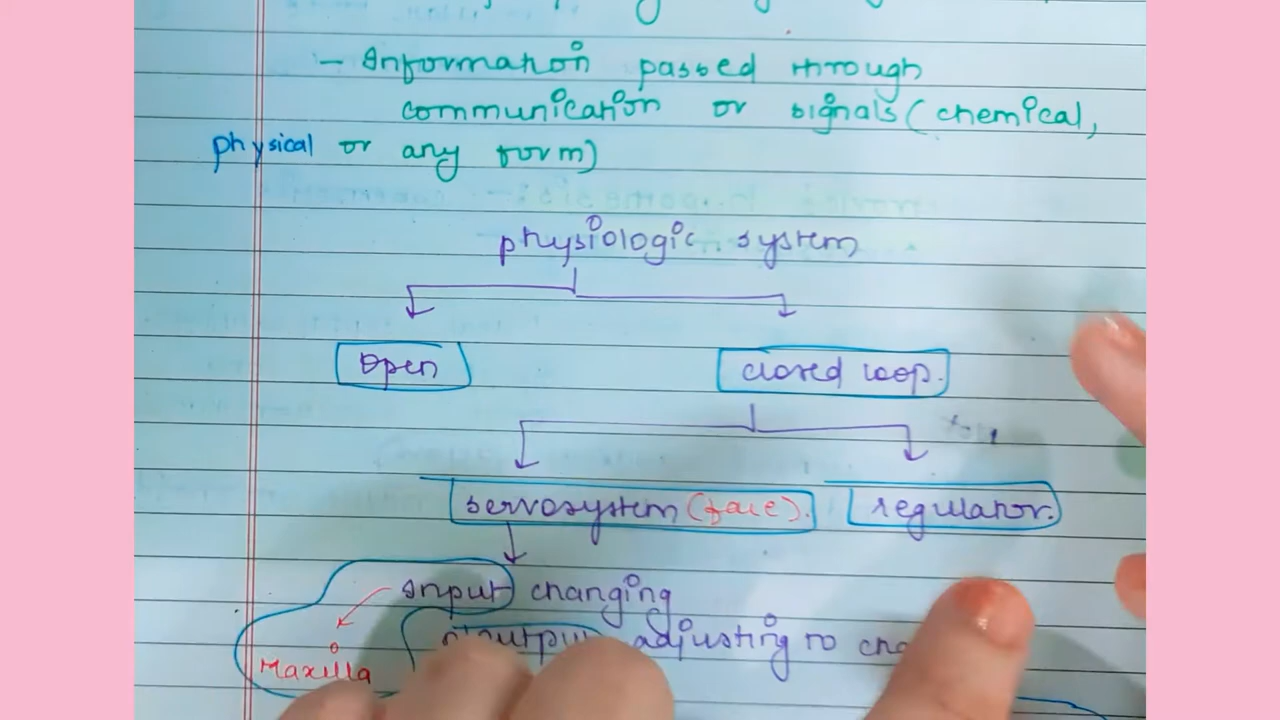 - Information passed through
communication or signals (chemical,
physical or any form)
physiologic system
Open
closed loop.
servosystem (face).
regulator.
Input changing
output adjusting to
Maxilla